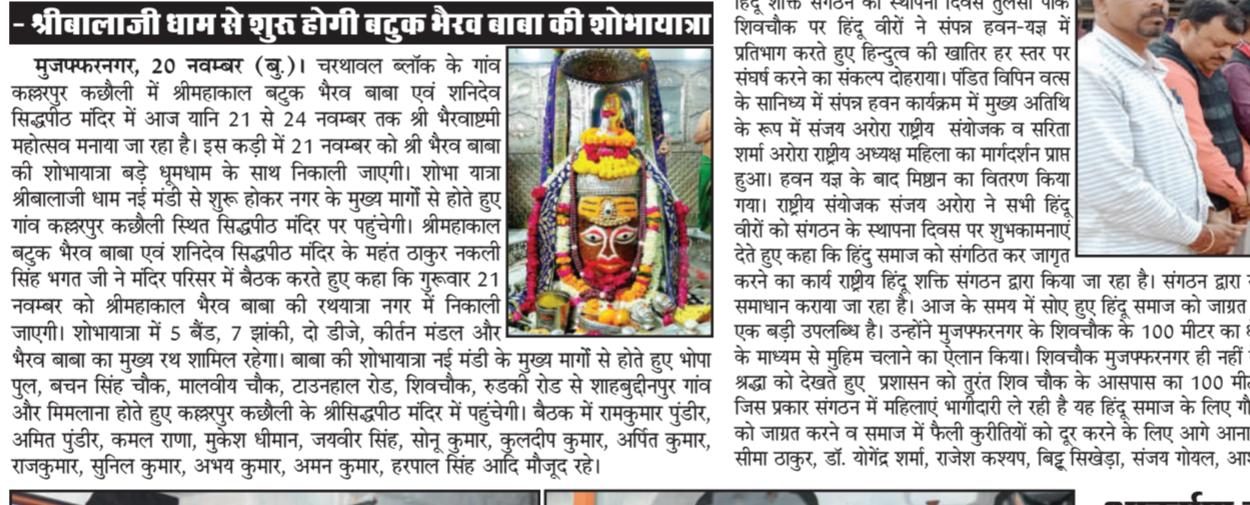 - श्रीबालाजी धाम से शुरू होगी बटुक भैरव बाबा की शोभायात्रा
मुजफ्फरनगर, 20 नवम्बर (बु.)। चरथावल ब्लॉक के गांव
कल्लरपुर कछौली में श्रीमहाकाल बटुक भैरव बाबा एवं शनिदेव
सिद्धपीठ मंदिर में आज यानि 21 से 24 नवम्बर तक श्री भैरवाष्टमी
महोत्सव मनाया जा रहा है। इस कड़ी में 21 नवम्बर को श्री भैरव बाबा
की शोभायात्रा बड़े धूमधाम के साथ निकाली जाएगी। शोभा यात्रा
श्रीबालाजी धाम नई मंडी से शुरू होकर नगर के मुख्य मार्गो से होते हुए
गांव कल्लरपुर कछौली स्थित सिद्धपीठ मंदिर पर पहुंचेगी। श्रीमहाकाल
बटुक भैरव बाबा एवं शनिदेव सिद्धपीठ मंदिर के महंत ठाकुर नकली
सिंह भगत जी ने मंदिर परिसर में बैठक करते हुए कहा कि गुरूवार 21
नवम्बर को श्रीमहाकाल भैरव बाबा की रथयात्रा नगर में निकाली
जाएगी। शोभायात्रा में 5 बैंड, 7 झांकी, दो डीजे, कीर्तन मंडल और
भैरव बाबा का मुख्य रथ शामिल रहेगा। बाबा की शोभायात्रा नई मंडी के मुख्य मार्गो से होते हुए भोपा
पुल, बचन सिंह चौक, मालवीय चौक, टाउनहाल रोड, शिवचौक, रुडकी रोड से शाहबुद्दीनपुर गांव
और मिमलाना होते हुए कल्लरपुर कछौली के श्रीसिद्धपीठ मंदिर में पहुंचेगी। बैठक में रामकुमार पुंडीर,
अमित पुंडीर, कमल राणा, मुकेश धीमान, जयवीर सिंह, सोनू कुमार, कुलदीप कुमार, अर्पित कुमार,
राजकुमार, सुनिल कुमार, अभय कुमार, अमन कुमार, हरपाल सिंह आदि मौजूद रहे।
हिंदू शक्ति संगठन का स्थापना दिवस तुलसी पार्क
शिवचौक पर हिंदू वीरों ने संपन्न हवन-यज्ञ में
प्रतिभाग करते हुए हिन्दुत्व की खातिर हर स्तर पर
संघर्ष करने का संकल्प दोहराया। पंडित विपिन वत्स
के सानिध्य में संपन्न हवन कार्यक्रम में मुख्य अतिथि
के रूप में संजय अरोरा राष्ट्रीय संयोजक व सरिता
शर्मा अरोरा राष्ट्रीय अध्यक्ष महिला का मार्गदर्शन प्राप्त
हुआ। हवन यज्ञ के बाद मिष्ठान का वितरण किया
गया। राष्ट्रीय संयोजक संजय अरोरा ने सभी हिंदू
वीरों को संगठन के स्थापना दिवस पर शुभकामनाएं
देते हुए कहा कि हिंदु समाज को संगठित कर जागृत
करने का कार्य राष्ट्रीय हिंदू शक्ति संगठन द्वारा किया जा रहा है। संगठन द्वारा
समाधान कराया जा रहा है। आज के समय में सोए हुए हिंदू समाज को जाग्रत
एक बड़ी उपलब्धि है। उन्होंने मुजफ्फरनगर के शिवचौक के 100 मीटर का
के माध्यम से मुहिम चलाने का ऐलान किया। शिवचौक मुजफ्फरनगर ही नहीं
श्रद्धा को देखते हुए प्रशासन को तुरंत शिव चौक के आसपास का 100
जिस प्रकार संगठन में महिलाएं भागीदारी ले रही है यह हिंदू समाज के लिए
को जाग्रत करने व समाज में फैली कुरीतियों को दूर करने के लिए आगे आना
सीमा ठाकुर, डॉ. योगेंद्र शर्मा, राजेश कश्यप, बिट्टू सिखेड़ा, संजय गोयल,